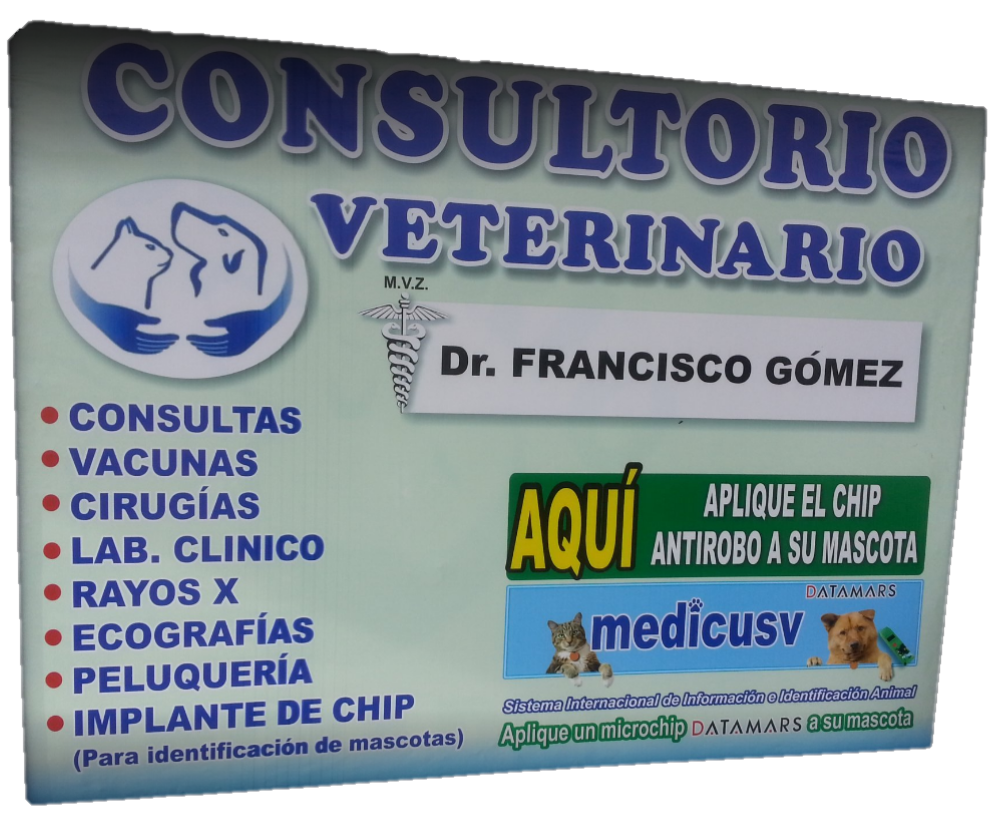 CONSULTORIO
VETERINARIO
M.V.Z.
Dr. FRANCISCO GÓMEZ
• CONSULTAS
• VACUNAS
• CIRUGÍAS
• LAB. CLINICO
• RAYOS X
• ECOGRAFÍAS
• PELUQUERÍA
• IMPLANTE DE CHIP
(Para identificación de mascotas)
AQUÍ
APLIQUE EL CHIP
ANTIROBO A SU MASCOTA
DATAMARS
medicusv
Sistema Internacional de Información e Identificación Animal
Aplique un microchip DATAMARS a su mascota